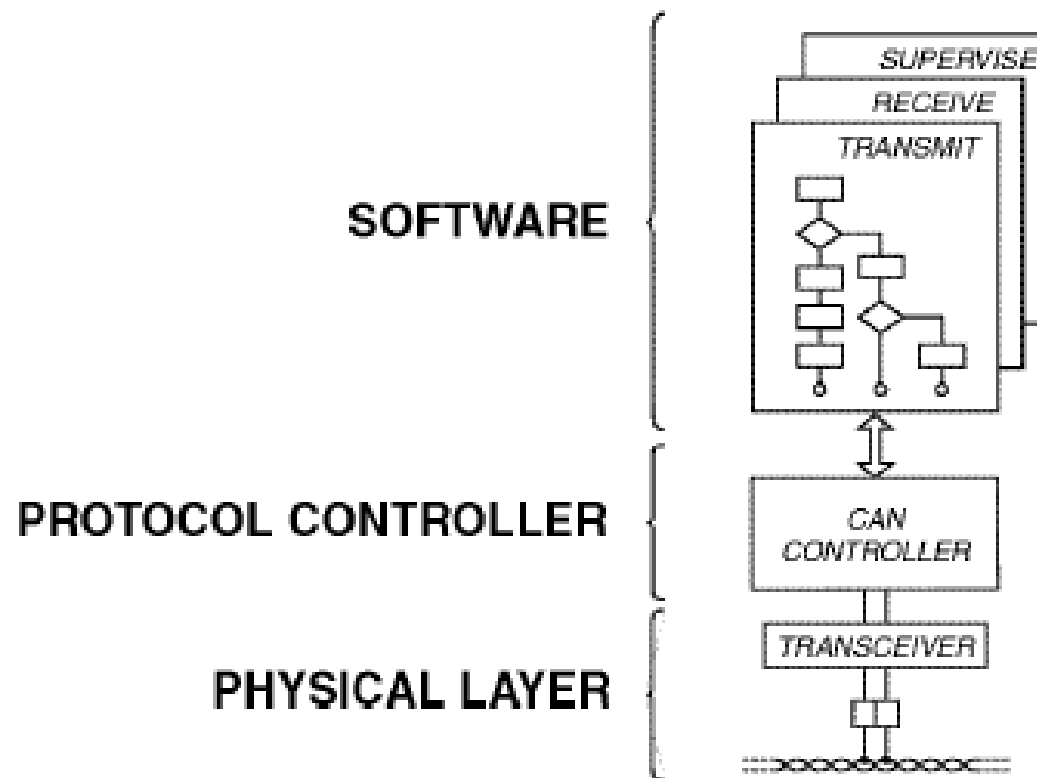 SUPERVISE
RECEIVE
TRANSMIT
SOFTWARE
PROTOCOL CONTROLLER
CAN
CONTROLLER
TRANSCEIVER
PHYSICAL LAYER